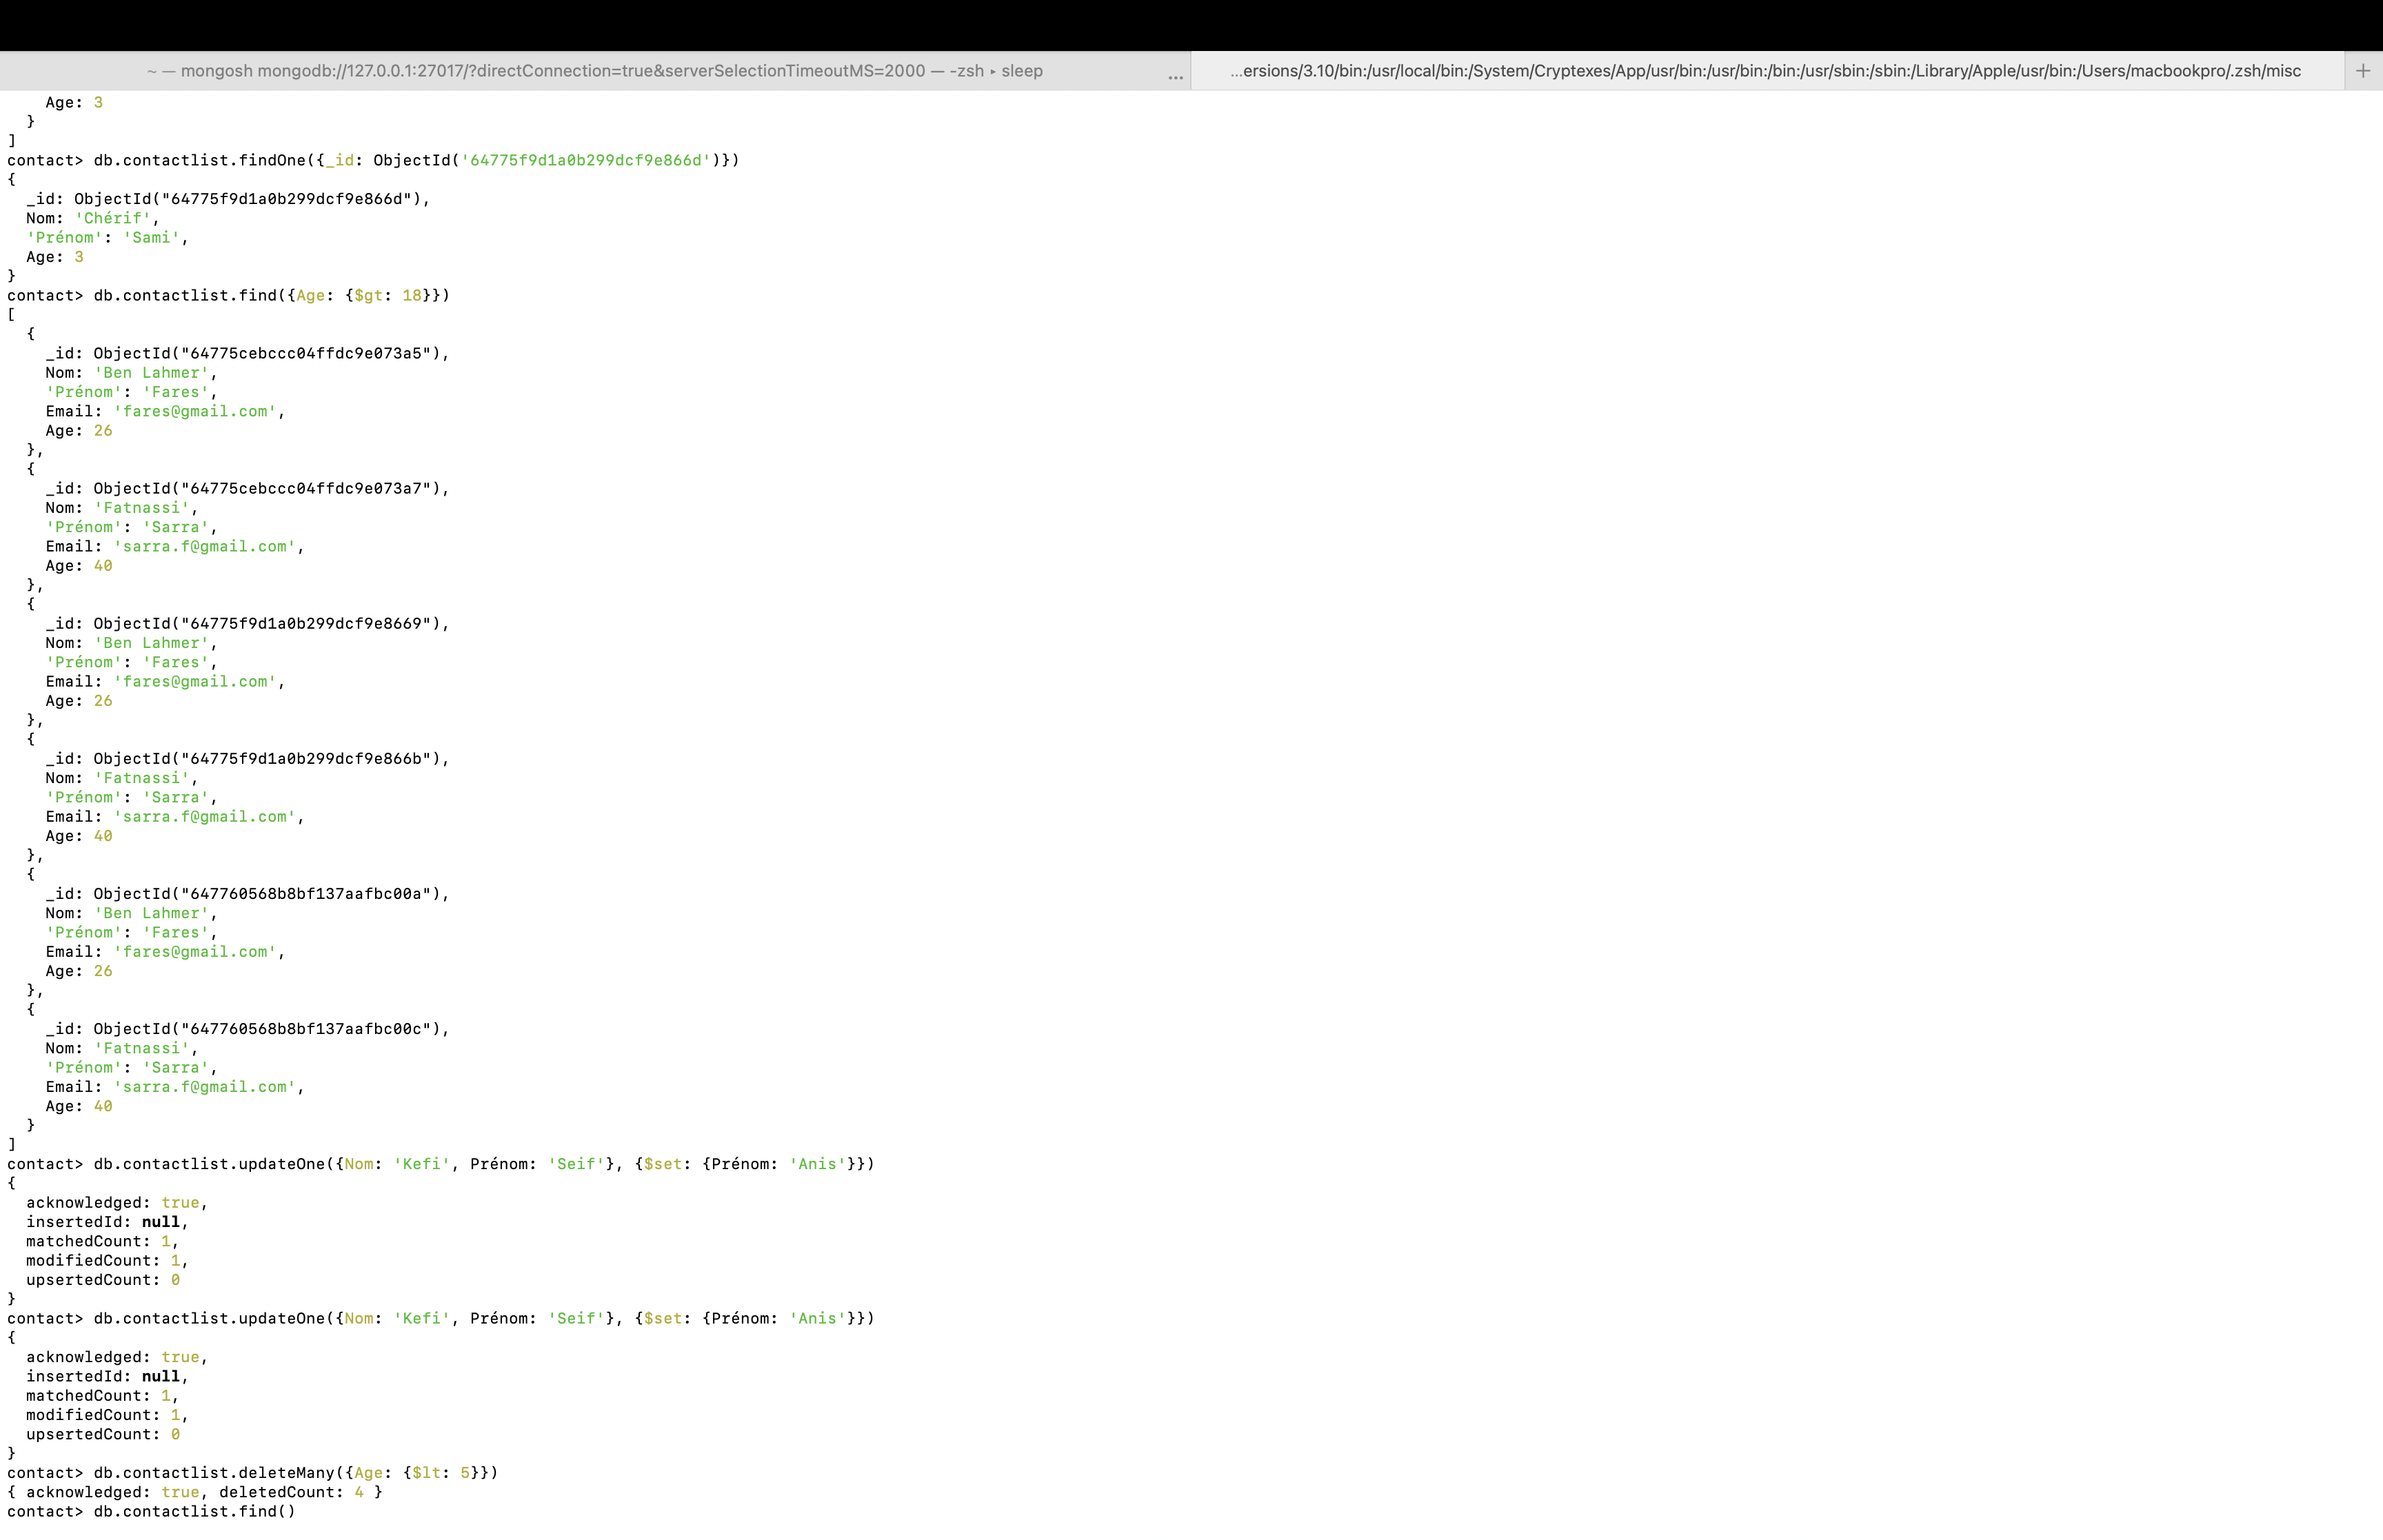 ~ — mongosh mongodb://127.0.0.1:27017/?directConnection=true&serverSelectionTimeoutMS=2000 — -zsh ▸ sleep ...
...ersions/3.10/bin:/usr/local/bin:/System/Cryptexes/App/usr/bin:/usr/bin:/bin:/usr/sbin:/sbin:/Library/Apple/usr/bin:/Users/macbookpro/.zsh/misc +
    Age: 3
  }
]
contact> db.contactlist.findOne({_id: ObjectId('64775f9d1a0b299dcf9e866d')})
{
  _id: ObjectId("64775f9d1a0b299dcf9e866d"),
  Nom: 'Chérif',
  'Prénom': 'Sami',
  Age: 3
}
contact> db.contactlist.find({Age: {$gt: 18}})
[
  {
    _id: ObjectId("64775cebccc04ffdc9e073a5"),
    Nom: 'Ben Lahmer',
    'Prénom': 'Fares',
    Email: 'fares@gmail.com',
    Age: 26
  },
  {
    _id: ObjectId("64775cebccc04ffdc9e073a7"),
    Nom: 'Fatnassi',
    'Prénom': 'Sarra',
    Email: 'sarra.f@gmail.com',
    Age: 40
  },
  {
    _id: ObjectId("64775f9d1a0b299dcf9e8669"),
    Nom: 'Ben Lahmer',
    'Prénom': 'Fares',
    Email: 'fares@gmail.com',
    Age: 26
  },
  {
    _id: ObjectId("64775f9d1a0b299dcf9e866b"),
    Nom: 'Fatnassi',
    'Prénom': 'Sarra',
    Email: 'sarra.f@gmail.com',
    Age: 40
  },
  {
    _id: ObjectId("647760568b8bf137aafbc00a"),
    Nom: 'Ben Lahmer',
    'Prénom': 'Fares',
    Email: 'fares@gmail.com',
    Age: 26
  },
  {
    _id: ObjectId("647760568b8bf137aafbc00c"),
    Nom: 'Fatnassi',
    'Prénom': 'Sarra',
    Email: 'sarra.f@gmail.com',
    Age: 40
  }
]
contact> db.contactlist.updateOne({Nom: 'Kefi', Prénom: 'Seif'}, {$set: {Prénom: 'Anis'}})
{
  acknowledged: true,
  insertedId: null,
  matchedCount: 1,
  modifiedCount: 1,
  upsertedCount: 0
}
contact> db.contactlist.updateOne({Nom: 'Kefi', Prénom: 'Seif'}, {$set: {Prénom: 'Anis'}})
{
  acknowledged: true,
  insertedId: null,
  matchedCount: 1,
  modifiedCount: 1,
  upsertedCount: 0
}
contact> db.contactlist.deleteMany({Age: {$lt: 5}})
{ acknowledged: true, deletedCount: 4 }
contact> db.contactlist.find()